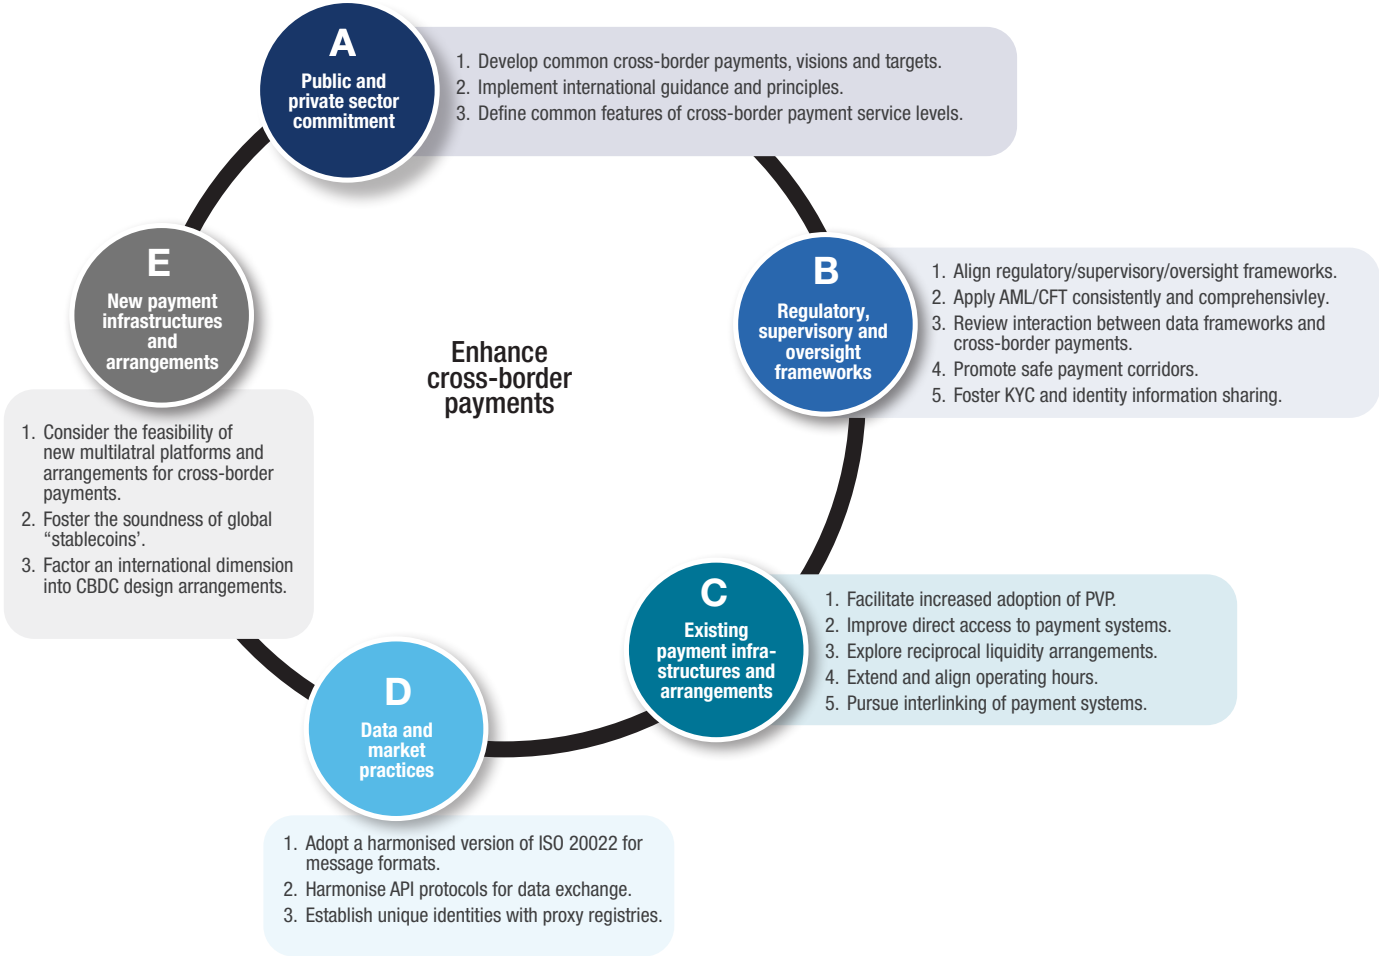 A
Public and
private sector
commitment
1. Develop common cross-border payments, visions and targets.
2. Implement international guidance and principles.
3. Define common features of cross-border payment service levels.
B
Regulatory,
supervisory and
oversight
frameworks
1. Align regulatory/supervisory/oversight frameworks.
2. Apply AML/CFT consistently and comprehensivley.
3. Review interaction between data frameworks and
cross-border payments.
4. Promote safe payment corridors.
5. Foster KYC and identity information sharing.
Enhance
cross-border
payments
E
New payment
infrastructures
and
arrangements
1. Consider the feasibility of
new multilatral platforms and
arrangements for cross-border
payments.
2. Foster the soundness of global
“stablecoins’.
3. Factor an international dimension
into CBDC design arrangements.
C
Existing
payment infra-
structures and
arrangements
1. Facilitate increased adoption of PVP.
2. Improve direct access to payment systems.
3. Explore reciprocal liquidity arrangements.
4. Extend and align operating hours.
5. Pursue interlinking of payment systems.
D
Data and
market
practices
1. Adopt a harmonised version of ISO 20022 for
message formats.
2. Harmonise API protocols for data exchange.
3. Establish unique identities with proxy registries.